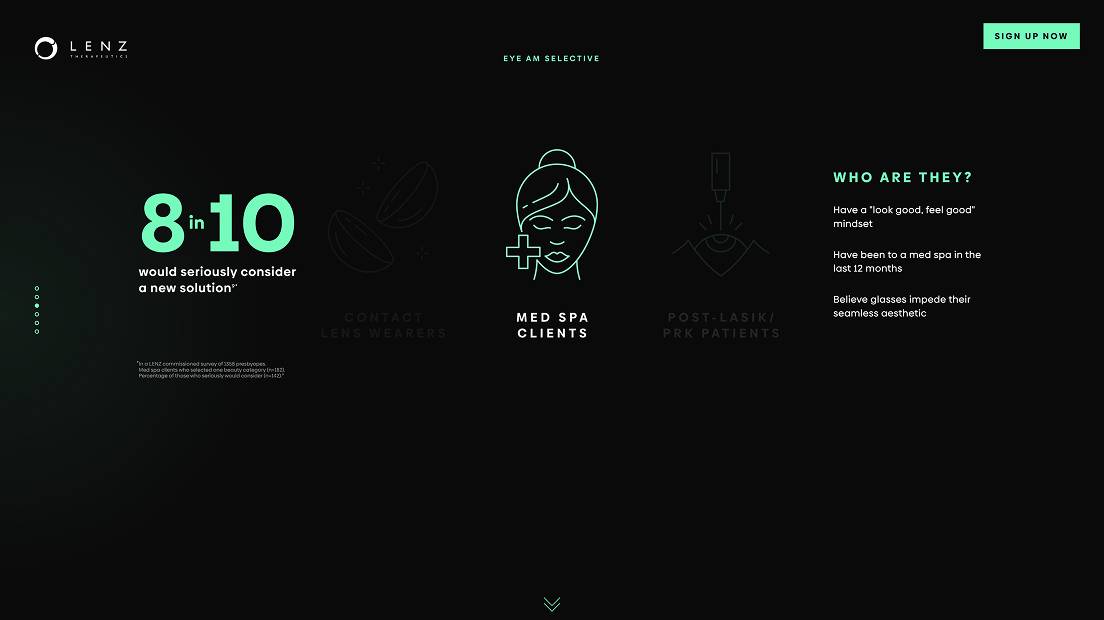 LENZ
THERAPEUTICS
SIGN UP NOW
EYE AM SELECTIVE
8 in 10
would seriously consider
a new solution⁹*
*In a LENZ commissioned survey of 1358 presbyopes.
Med spa clients who selected one beauty category (n=182).
Percentage of those who seriously would consider (n=142).⁹
CONTACT
LENS WEARERS
MED SPA
CLIENTS
POST-LASIK/
PRK PATIENTS
WHO ARE THEY?
Have a "look good, feel good"
mindset
Have been to a med spa in the
last 12 months
Believe glasses impede their
seamless aesthetic